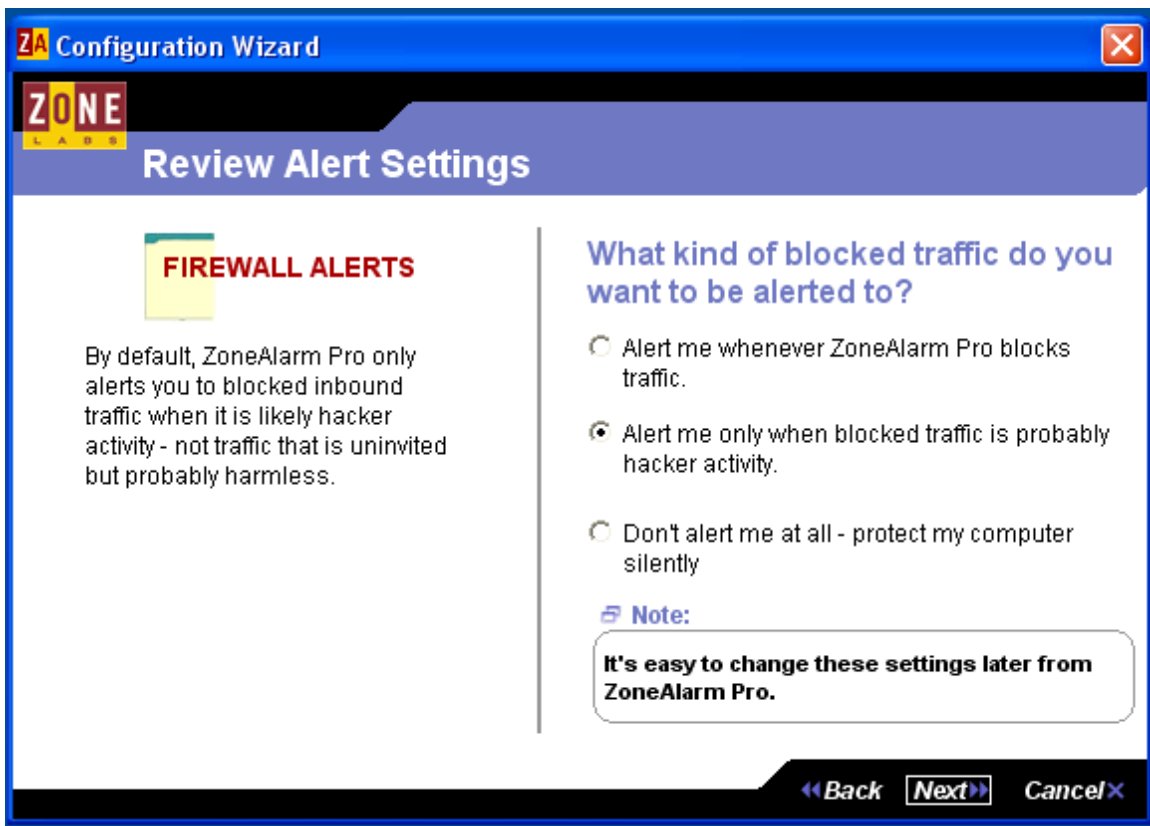 ZA Configuration Wizard
ZONE
LABS
Review Alert Settings
FIREWALL ALERTS
By default, ZoneAlarm Pro only
alerts you to blocked inbound
traffic when it is likely hacker
activity - not traffic that is uninvited
but probably harmless.
What kind of blocked traffic do you
want to be alerted to?
Alert me whenever ZoneAlarm Pro blocks
traffic.
Alert me only when blocked traffic is probably
hacker activity.
Don't alert me at all - protect my computer
silently
Note:
It's easy to change these settings later from
ZoneAlarm Pro.
Back Next Cancel